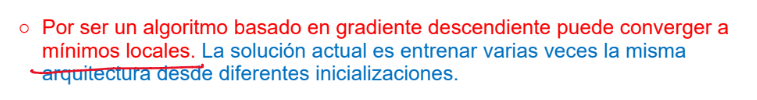 ○ Por ser un algoritmo basado en gradiente descendiente puede converger a
mínimos locales. La solución actual es entrenar varias veces la misma
arquitectura desde diferentes inicializaciones.